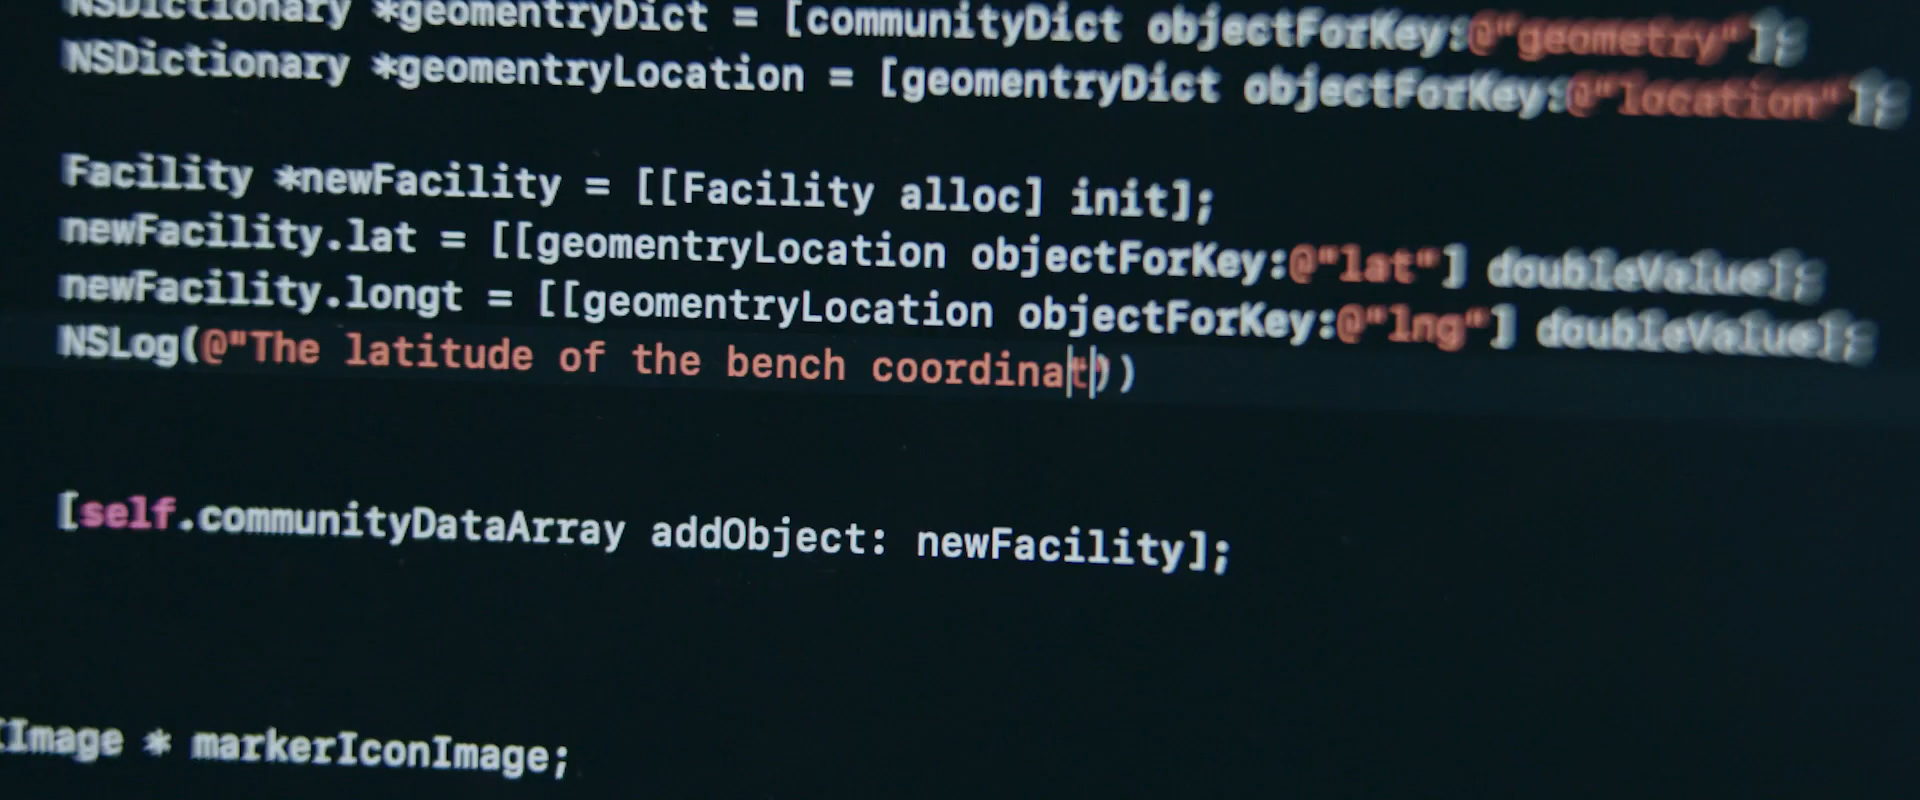 NSDictionary *geomentryDict = [communityDict objectForKey:@"geometry"];
NSDictionary *geomentryLocation = [geomentryDict objectForKey:@"location"];
Facility *newFacility = [[Facility alloc] init];
newFacility.lat = [[geomentryLocation objectForKey:@"lat"] doubleValue];
newFacility.longt = [[geomentryLocation objectForKey:@"lng"] doubleValue];
NSLog(@"The latitude of the bench coordinat))
[self.communityDataArray addObject: newFacility];
Image * markerIconImage;